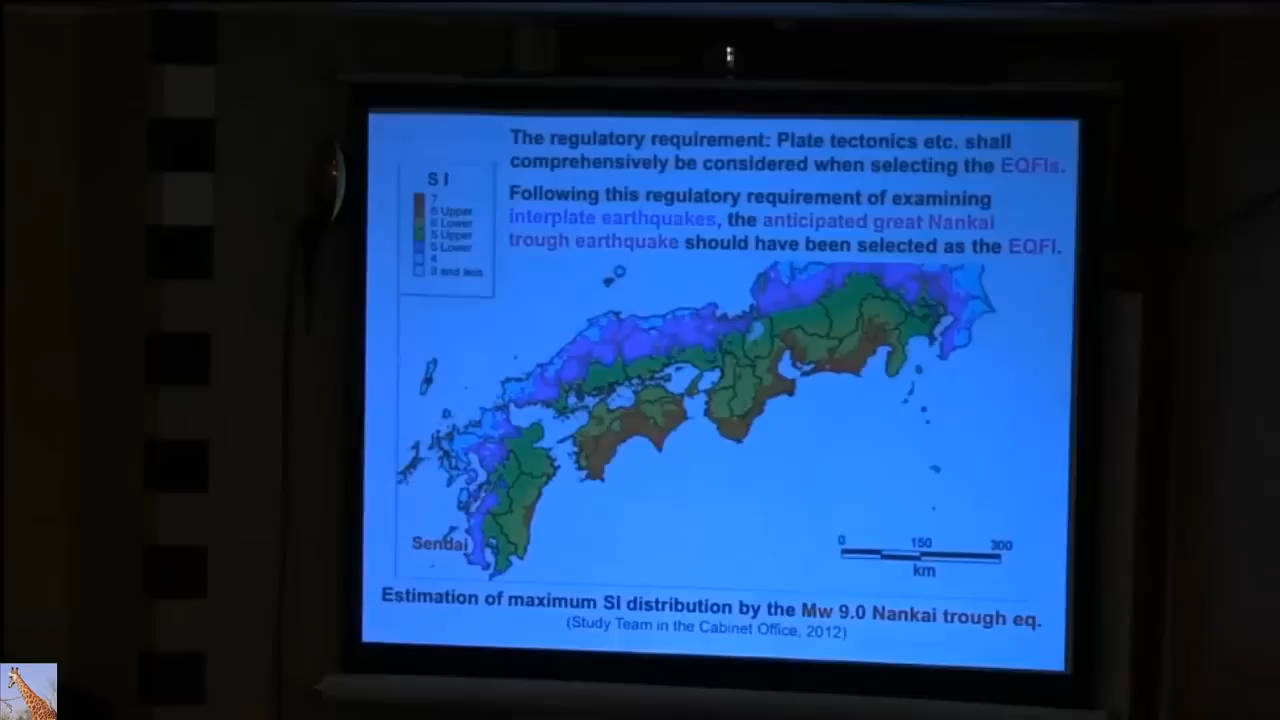 The regulatory requirement: Plate tectonics etc. shall
comprehensively be considered when selecting the EQFIs.
Following this regulatory requirement of examining
interplate earthquakes, the anticipated great Nankai
trough earthquake should have been selected as the EQFI.
S I
7
6 Upper
6 Lower
5 Upper
5 Lower
4
3 and less
Sendai
0 150 300
km
Estimation of maximum SI distribution by the Mw 9.0 Nankai trough eq.
(Study Team in the Cabinet Office, 2012)